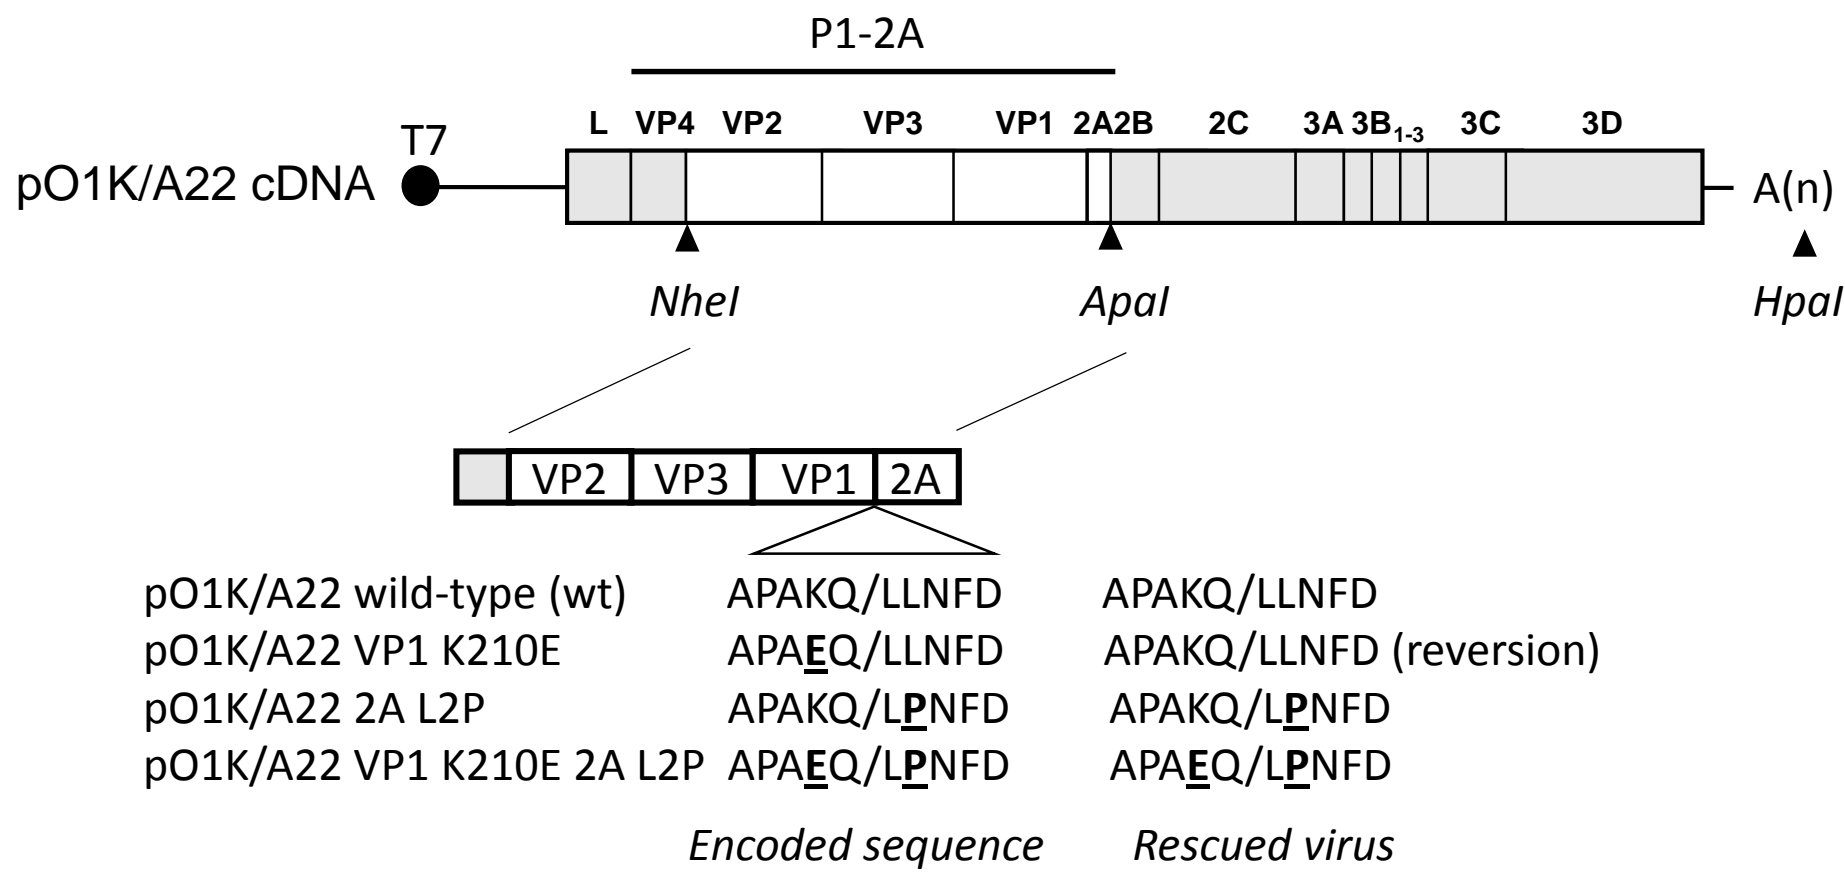 P1-2A
L VP4 VP2 VP3 VP1 2A2B 2C 3A 3B1-3 3C 3D
T7
pO1K/A22 cDNA A(n)
NheI ApaI HpaI
VP2 VP3 VP1 2A
pO1K/A22 wild-type (wt) APAKQ/LLNFD APAKQ/LLNFD
pO1K/A22 VP1 K210E APAEQ/LLNFD APAKQ/LLNFD (reversion)
pO1K/A22 2A L2P APAKQ/LPNFD APAKQ/LPNFD
pO1K/A22 VP1 K210E 2A L2P APAEQ/LPNFD APAEQ/LPNFD
Encoded sequence Rescued virus